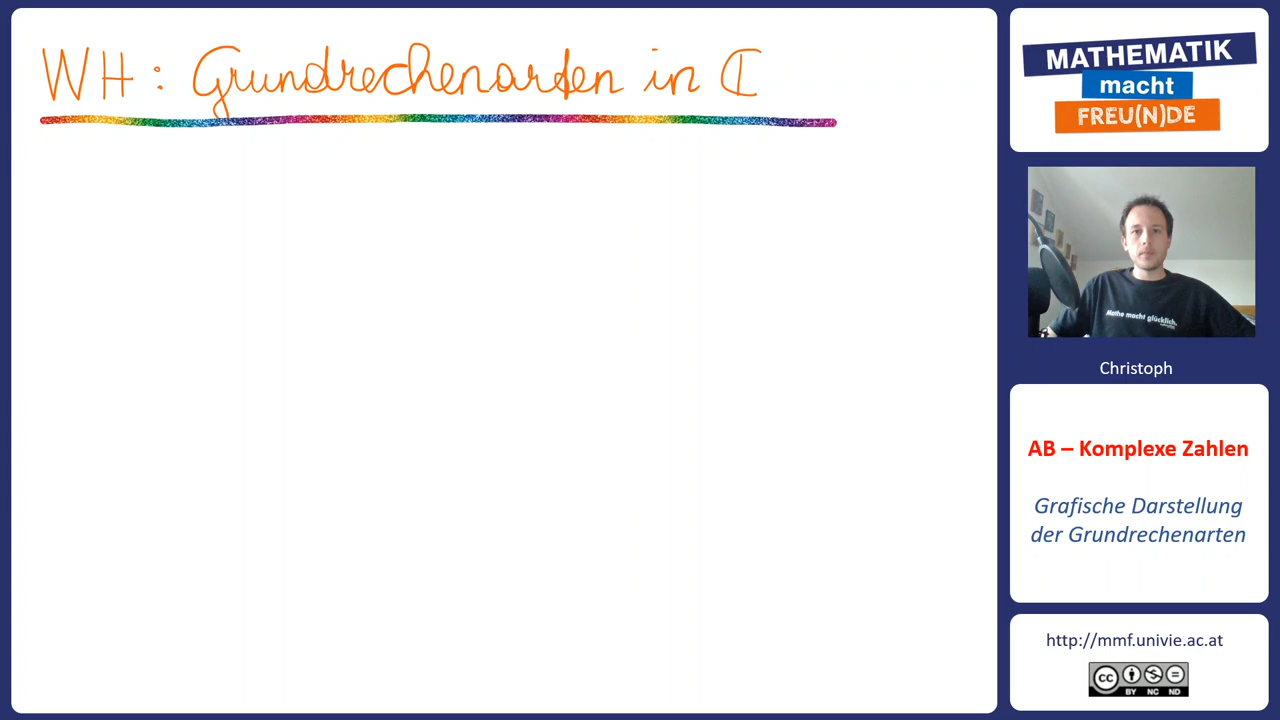 WH: Grundrechenarten in ℂ
MATHEMATIK
macht
FREU(N)DE
Mathe macht glücklich.
Christoph
AB – Komplexe Zahlen
Grafische Darstellung
der Grundrechenarten
http://mmf.univie.ac.at
cc
BY NC ND